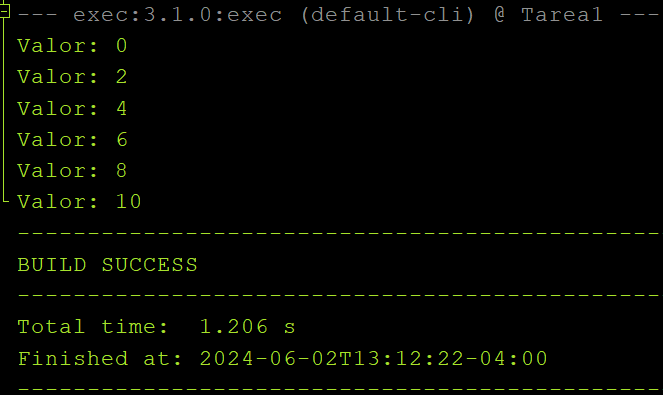 --- exec:3.1.0:exec (default-cli) @ Tarea1 ---
Valor: 0
Valor: 2
Valor: 4
Valor: 6
Valor: 8
Valor: 10
------------------------------------------------
BUILD SUCCESS
------------------------------------------------
Total time:  1.206 s
Finished at: 2024-06-02T13:12:22-04:00
------------------------------------------------